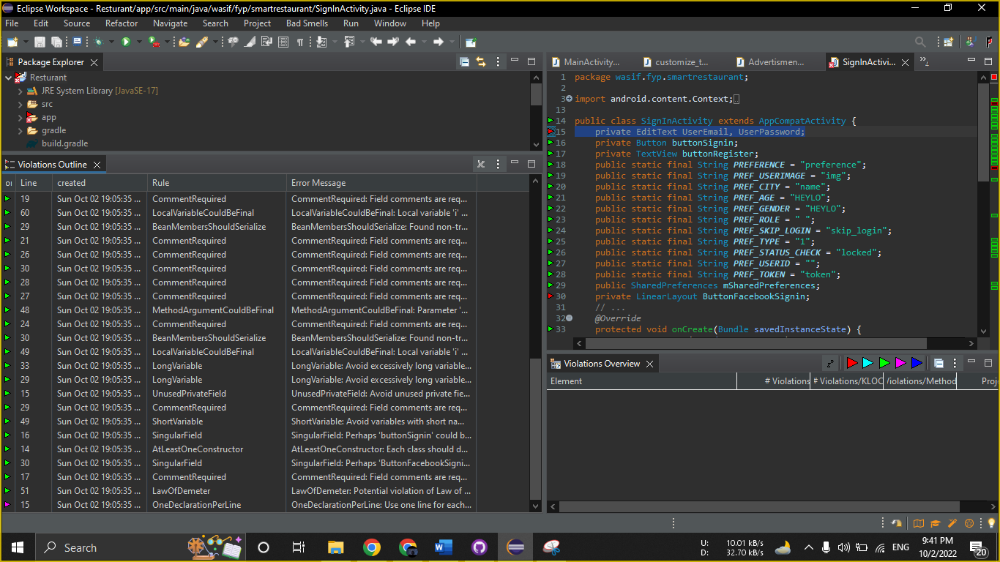 Eclipse Workspace - Resturant/app/src/main/java/wasif/fyp/smartrestaurant/SignInActivity.java - Eclipse IDE
File Edit Source Refactor Navigate Search Project Bad Smells Run Window Help
Package Explorer
Resturant
JRE System Library [JavaSE-17]
src
app
gradle
build.gradle
Violations Outline
Line created Rule Error Message
19 Sun Oct 02 19:05:35 ... CommentRequired CommentRequired: Field comments are req...
60 Sun Oct 02 19:05:35 ... LocalVariableCouldBeFinal LocalVariableCouldBeFinal: Local variable 'i' ...
29 Sun Oct 02 19:05:35 ... BeanMembersShouldSerialize BeanMembersShouldSerialize: Found non-tr...
21 Sun Oct 02 19:05:35 ... CommentRequired CommentRequired: Field comments are req...
26 Sun Oct 02 19:05:35 ... CommentRequired CommentRequired: Field comments are req...
30 Sun Oct 02 19:05:35 ... CommentRequired CommentRequired: Field comments are req...
28 Sun Oct 02 19:05:35 ... CommentRequired CommentRequired: Field comments are req...
27 Sun Oct 02 19:05:35 ... CommentRequired CommentRequired: Field comments are req...
48 Sun Oct 02 19:05:35 ... MethodArgumentCouldBeFinal MethodArgumentCouldBeFinal: Parameter '...
24 Sun Oct 02 19:05:35 ... CommentRequired CommentRequired: Field comments are req...
30 Sun Oct 02 19:05:35 ... BeanMembersShouldSerialize BeanMembersShouldSerialize: Found non-tr...
49 Sun Oct 02 19:05:35 ... LocalVariableCouldBeFinal LocalVariableCouldBeFinal: Local variable 'i' ...
33 Sun Oct 02 19:05:35 ... LongVariable LongVariable: Avoid excessively long variable...
29 Sun Oct 02 19:05:35 ... LongVariable LongVariable: Avoid excessively long variable...
15 Sun Oct 02 19:05:35 ... UnusedPrivateField UnusedPrivateField: Avoid unused private fie...
29 Sun Oct 02 19:05:35 ... CommentRequired CommentRequired: Field comments are req...
49 Sun Oct 02 19:05:35 ... ShortVariable ShortVariable: Avoid variables with short na...
16 Sun Oct 02 19:05:35 ... SingularField SingularField: Perhaps 'buttonSignin' could b...
14 Sun Oct 02 19:05:35 ... AtLeastOneConstructor AtLeastOneConstructor: Each class should d...
30 Sun Oct 02 19:05:35 ... SingularField SingularField: Perhaps 'ButtonFacebookSigni...
17 Sun Oct 02 19:05:35 ... CommentRequired CommentRequired: Field comments are req...
51 Sun Oct 02 19:05:35 ... LawOfDemeter LawOfDemeter: Potential violation of Law of ...
15 Sun Oct 02 19:05:35 ... OneDeclarationPerLine OneDeclarationPerLine: Use one line for each...
MainActivity... customize_t... Advertismen... SignInActivi... 4
1 package wasif.fyp.smartrestaurant;
2
3 import android.content.Context;
13
14 public class SignInActivity extends AppCompatActivity {
15 private EditText UserEmail, UserPassword;
16 private Button buttonSignin;
17 private TextView buttonRegister;
18 public static final String PREFERENCE = "preference";
19 public static final String PREF_USERIMAGE = "img";
20 public static final String PREF_CITY = "name";
21 public static final String PREF_AGE = "HEYLO";
22 public static final String PREF_GENDER = "HEYLO";
23 public static final String PREF_ROLE = " ";
24 public static final String PREF_SKIP_LOGIN = "skip_login";
25 public static final String PREF_TYPE = "1";
26 public static final String PREF_STATUS_CHECK = "locked";
27 public static final String PREF_USERID = "";
28 public static final String PREF_TOKEN = "token";
29 public SharedPreferences mSharedPreferences;
30 private LinearLayout ButtonFacebookSignin;
31 // ...
32 @Override
33 protected void onCreate(Bundle savedInstanceState) {
Violations Overview
Element # Violations # Violations/KLOC /iolations/Method Proj
Search
U: 10.01 kB/s
D: 32.70 kB/s
ENG
9:41 PM
10/2/2022
20